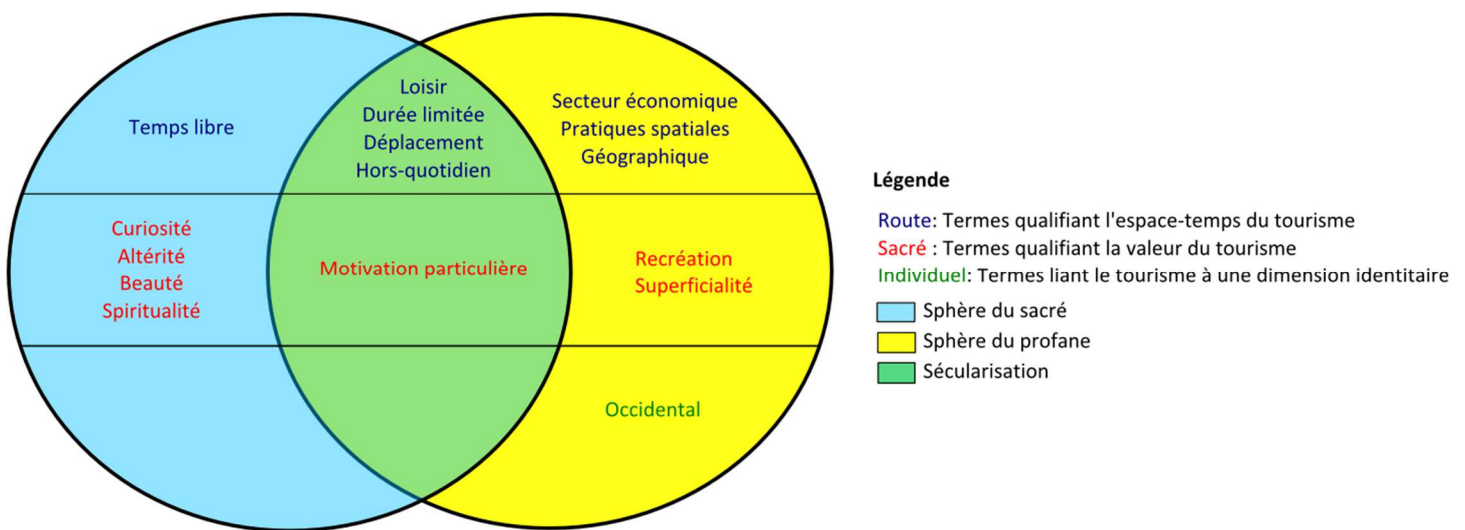 Temps libre
Loisir
Durée limitée
Déplacement
Hors-quotidien
Secteur économique
Pratiques spatiales
Géographique
Curiosité
Altérité
Beauté
Spiritualité
Motivation particulière
Recréation
Superficialité
Occidental
Légende
Route: Termes qualifiant l'espace-temps du tourisme
Sacré : Termes qualifiant la valeur du tourisme
Individuel: Termes liant le tourisme à une dimension identitaire
Sphère du sacré
Sphère du profane
Sécularisation